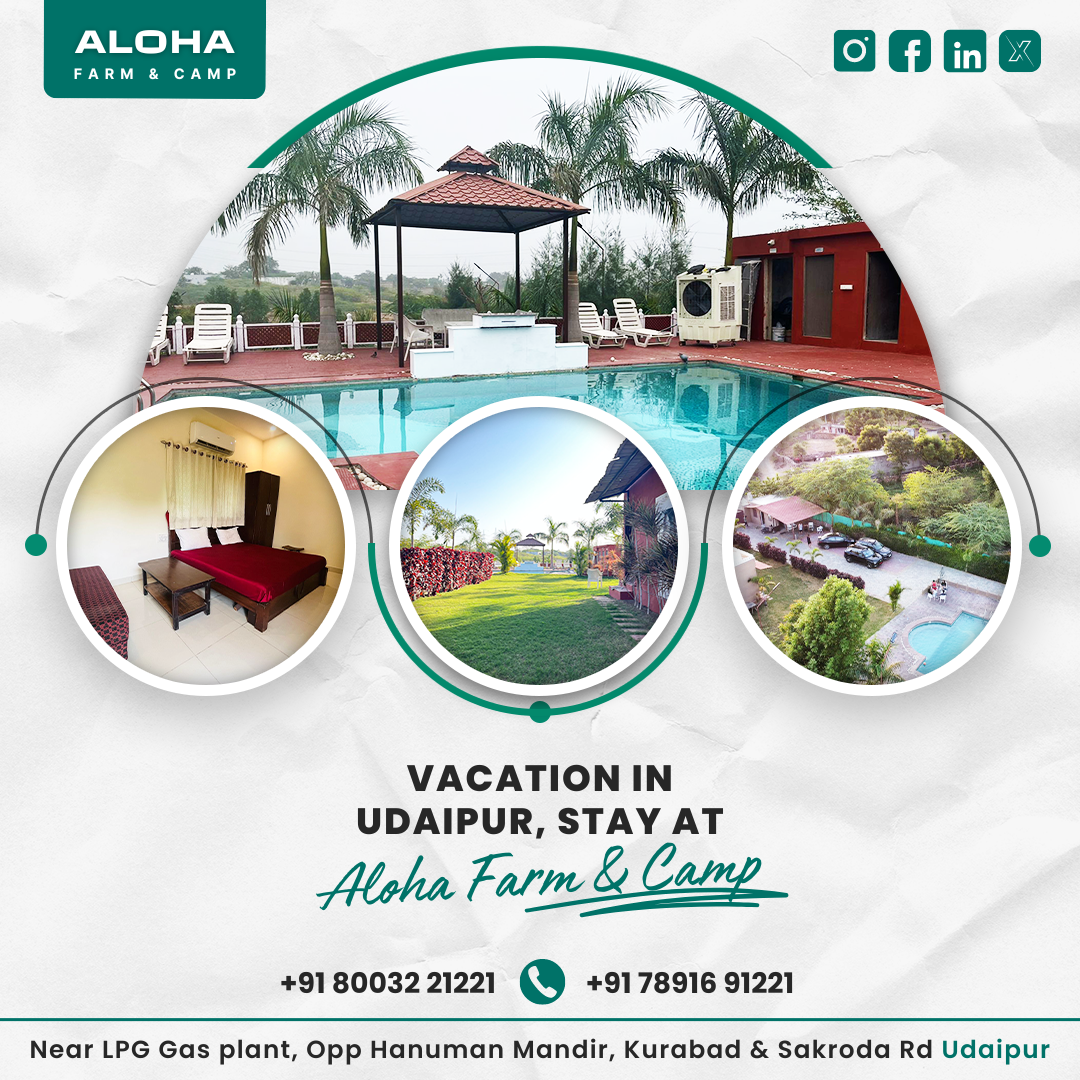 ALOHA
FARM & CAMP
VACATION IN
UDAIPUR, STAY AT
Aloha Farm & Camp
+91 80032 21221
+91 78916 91221
Near LPG Gas plant, Opp Hanuman Mandir, Kurabad & Sakroda Rd Udaipur